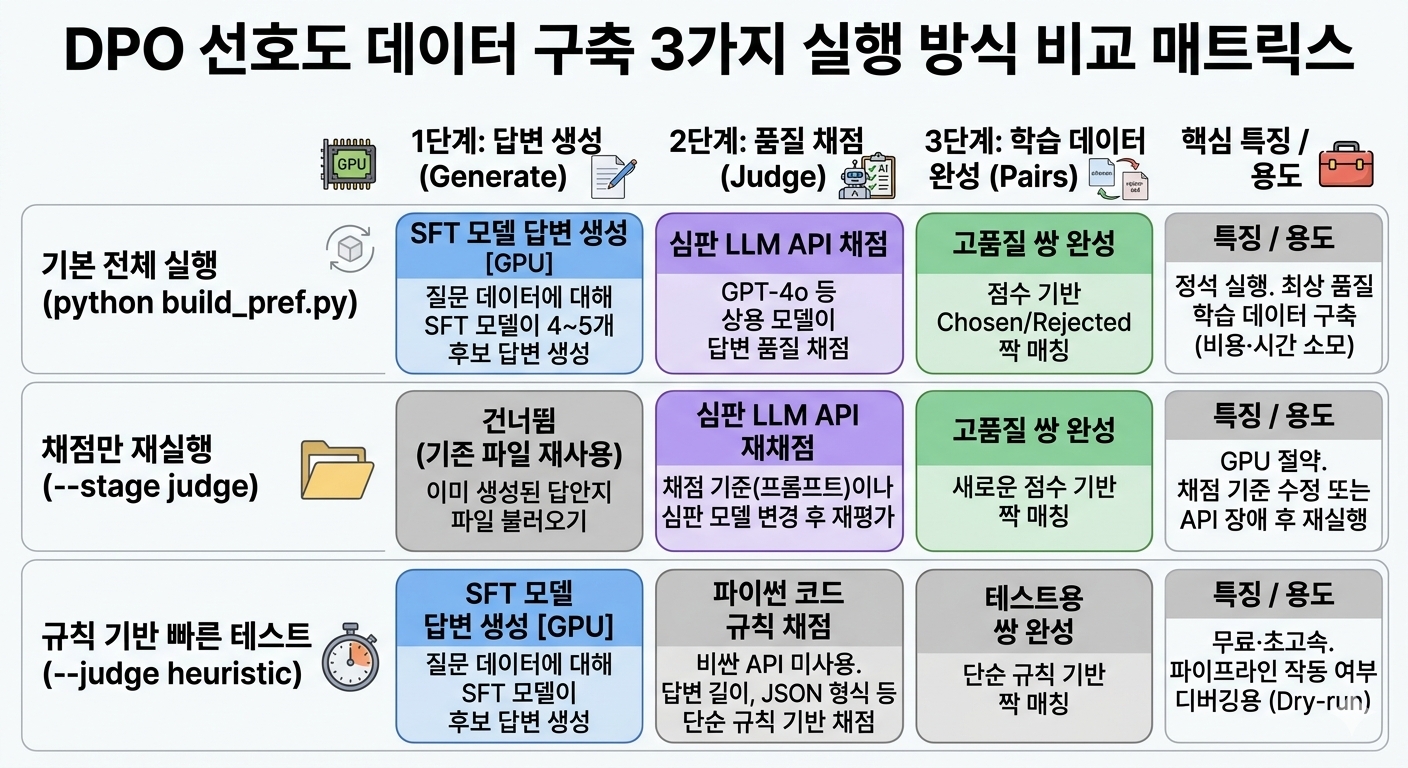 DPO 선호도 데이터 구축 3가지 실행 방식 비교 매트릭스
GPU
1단계: 답변 생성
(Generate)
2단계: 품질 채점
(Judge)
AI
3단계: 학습 데이터
완성 (Pairs)
핵심 특징 /
용도
기본 전체 실행
(python build_pref.py)
SFT 모델 답변 생성
[GPU]
질문 데이터에 대해
SFT 모델이 4~5개
후보 답변 생성
심판 LLM API 채점
GPT-4o 등
상용 모델이
답변 품질 채점
고품질 쌍 완성
점수 기반
Chosen/Rejected
짝 매칭
특징 / 용도
정석 실행. 최상 품질
학습 데이터 구축
(비용·시간 소모)
채점만 재실행
(--stage judge)
건너뜀
(기존 파일 재사용)
이미 생성된 답안지
파일 불러오기
심판 LLM API
재채점
채점 기준(프롬프트)이나
심판 모델 변경 후 재평가
고품질 쌍 완성
새로운 점수 기반
짝 매칭
특징 / 용도
GPU 절약.
채점 기준 수정 또는
API 장애 후 재실행
규칙 기반 빠른 테스트
(--judge heuristic)
SFT 모델
답변 생성 [GPU]
질문 데이터에 대해
SFT 모델이
후보 답변 생성
파이썬 코드
규칙 채점
비싼 API 미사용.
답변 길이, JSON 형식 등
단순 규칙 기반 채점
테스트용
쌍 완성
단순 규칙 기반
짝 매칭
특징 / 용도
무료·초고속.
파이프라인 작동 여부
디버깅용 (Dry-run)